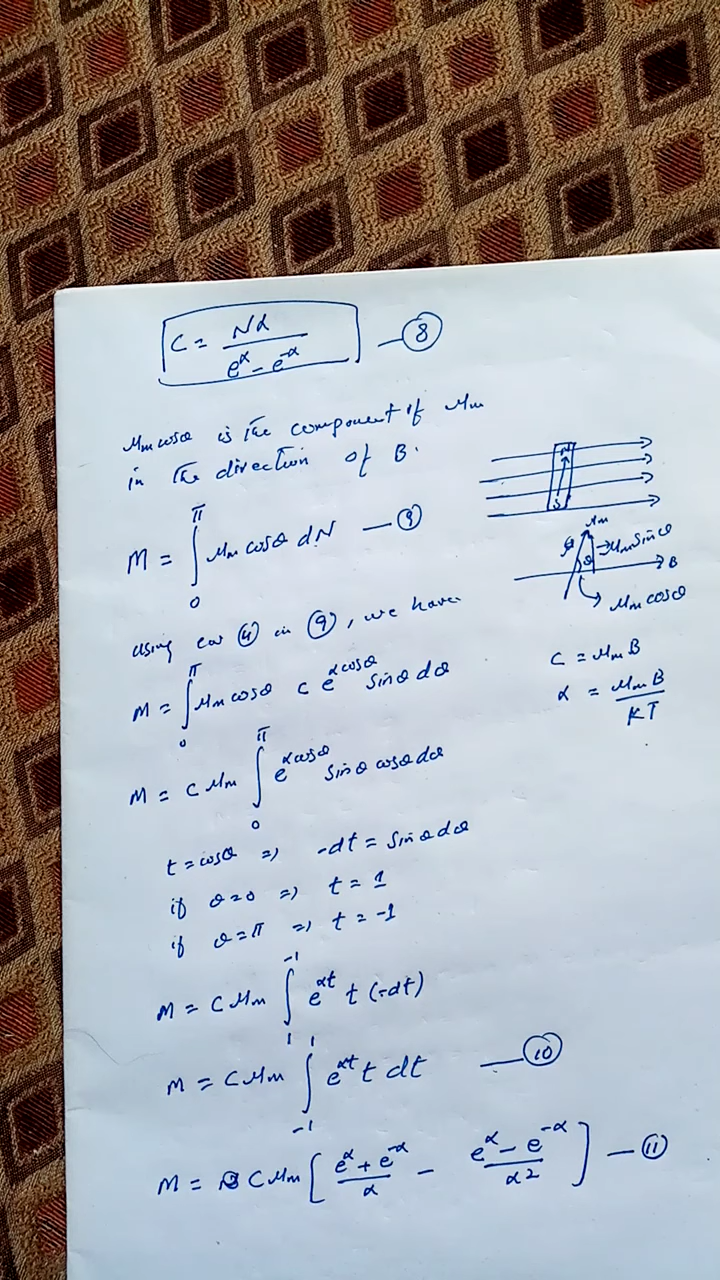 C = Nα / (e^α - e^-α) — ⑧
μm cosθ is the component of μm
in the direction of B.
M = ∫₀^π μm cosθ dN — ⑨
using eqr ④ in ⑨, we have
M = ∫₀^π μm cosθ C e^(α cosθ) sinθ dθ
M = C μm ∫₀^π e^(α cosθ) sinθ cosθ dθ
t = cosθ => -dt = sinθ dθ
if θ = 0 => t = 1
if θ = π => t = -1
M = C μm ∫₁^-1 e^(αt) t (-dt)
M = C μm ∫₋₁^1 e^(αt) t dt — ⑩
M = C μm [ (e^α + e^-α)/α - (e^α - e^-α)/α2 ] — ⑪
N
S
μm
θ
=> μm sinθ
B
μm cosθ
C = μm B
α = μm B / KT